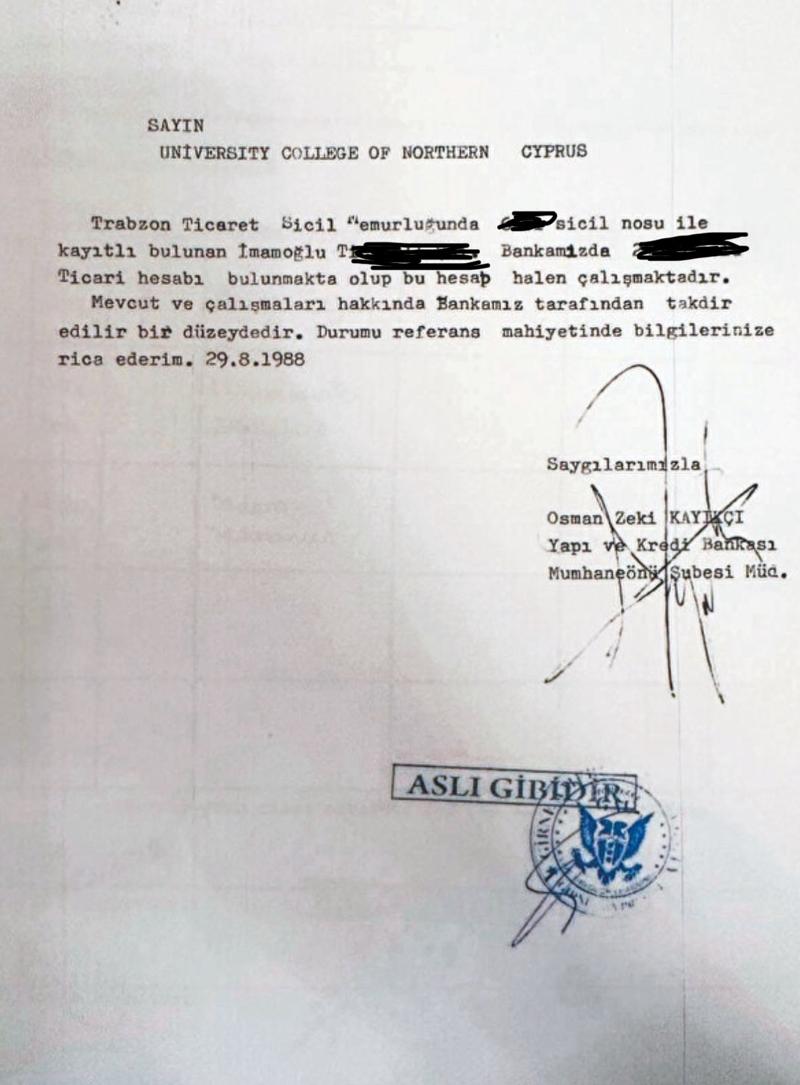 SAYIN
UNİVERSITY COLLEGE OF NORTHERN CYPRUS
Trabzon Ticaret Sicil Memurluğunda sicil nosu ile
kayıtlı bulunan İmamoğlu Bankamızda
Ticari hesabı bulunmakta olup bu hesap halen çalışmaktadır.
Mevcut ve çalışmaları hakkında Bankamız tarafından takdir
edilir bir düzeydedir. Durumu referans mahiyetinde bilgilerinize
rica ederim. 29.8.1988
Saygılarımızla
Osman Zeki KAYIKÇI
Yapı ve Kredi Bankası
Mumhaneönü Şubesi Müd.
ASLI GİBİDİR
GİRNE